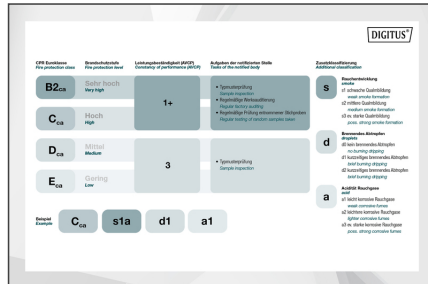 DIGITUS®
CPR Euroklasse
Fire protection class
Brandschutzstufe
Fire protection level
Leistungsbeständigkeit (AVCP)
Constancy of performance (AVCP)
Aufgaben der notifizierten Stelle
Tasks of the notified body
Zusatzklassifizierung
Additional classification
B2ca
Sehr hoch
Very high
Cca
Hoch
High
1+
• Typmusterprüfung
Sample inspection
• Regelmäßige Werksauditierung
Regular factory auditing
• Regelmäßige Prüfung entnommener Stichproben
Regular testing of random samples taken
Dca
Mittel
Medium
Eca
Gering
Low
3
• Typmusterprüfung
Sample inspection
s
Rauchentwicklung
smoke
s1 schwache Qualmbildung
weak smoke formation
s2 mittlere Qualmbildung
medium smoke formation
s3 ev. starke Qualmbildung
poss. strong smoke formation
d
Brennendes Abtropfen
droplets
d0 kein brennendes Abtropfen
no burning dripping
d1 kurzzeitiges brennendes Abtropfen
brief burning dripping
d2 kurzzeitiges brennendes Abtropfen
brief burning dripping
a
Acidität Rauchgase
acid
a1 leicht korrosive Rauchgase
weak corrosive fumes
a2 leichtere korrosive Rauchgase
lighter corrosive fumes
a3 ev. starke korrosive Rauchgase
poss. strong corrosive fumes
Beispiel
Example
Cca
s1a
d1
a1